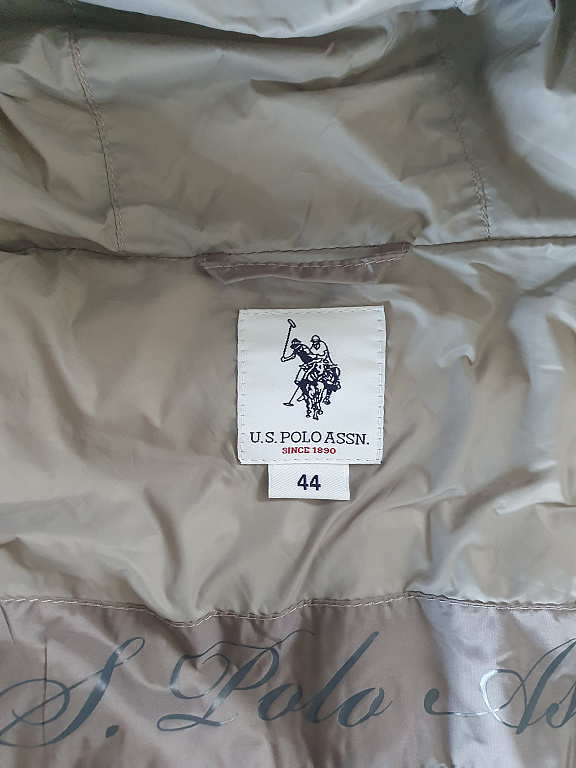 U.S. POLO ASSN.
SINCE 1890
44
S. Polo As